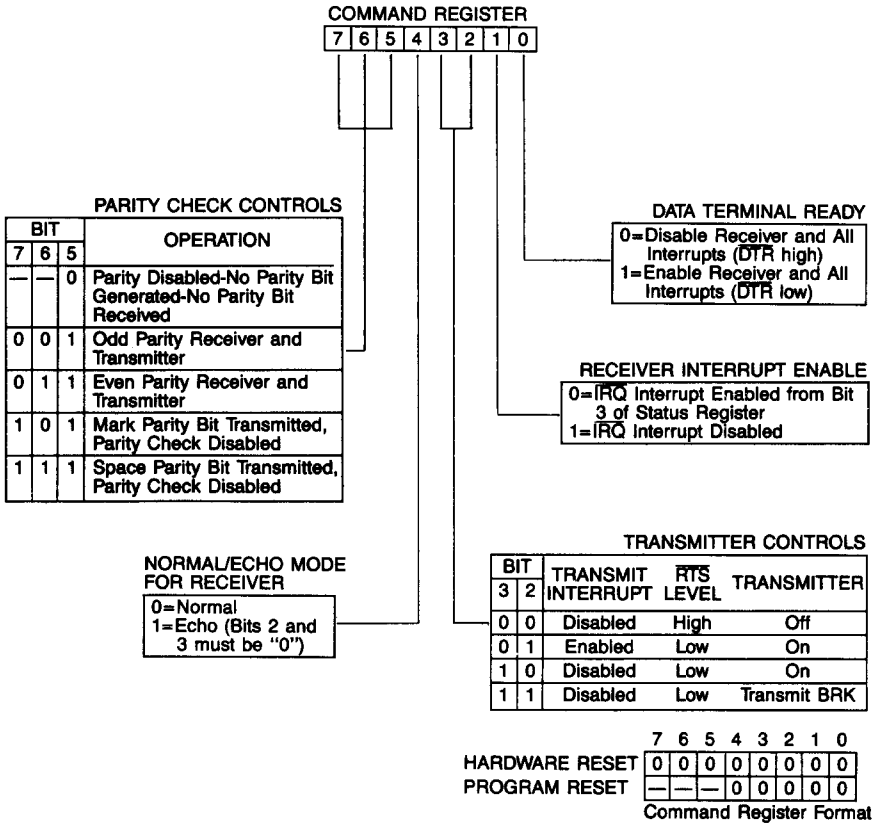 COMMAND REGISTER
7 6 5 4 3 2 1 0
PARITY CHECK CONTROLS
BIT
OPERATION
7 6 5
— — 0 Parity Disabled-No Parity Bit
Generated-No Parity Bit
Received
0 0 1 Odd Parity Receiver and
Transmitter
0 1 1 Even Parity Receiver and
Transmitter
1 0 1 Mark Parity Bit Transmitted,
Parity Check Disabled
1 1 1 Space Parity Bit Transmitted,
Parity Check Disabled
DATA TERMINAL READY
0=Disable Receiver and All
Interrupts (D̅T̅R̅ high)
1=Enable Receiver and All
Interrupts (D̅T̅R̅ low)
RECEIVER INTERRUPT ENABLE
0=I̅R̅Q̅ Interrupt Enabled from Bit
3 of Status Register
1=I̅R̅Q̅ Interrupt Disabled
NORMAL/ECHO MODE
FOR RECEIVER
0=Normal
1=Echo (Bits 2 and
3 must be “0”)
TRANSMITTER CONTROLS
BIT
3 2
TRANSMIT
INTERRUPT
R̅T̅S̅
LEVEL
TRANSMITTER
0 0 Disabled High Off
0 1 Enabled Low On
1 0 Disabled Low On
1 1 Disabled Low Transmit BRK
7 6 5 4 3 2 1 0
HARDWARE RESET 0 0 0 0 0 0 0 0
PROGRAM RESET — — — 0 0 0 0 0
Command Register Format